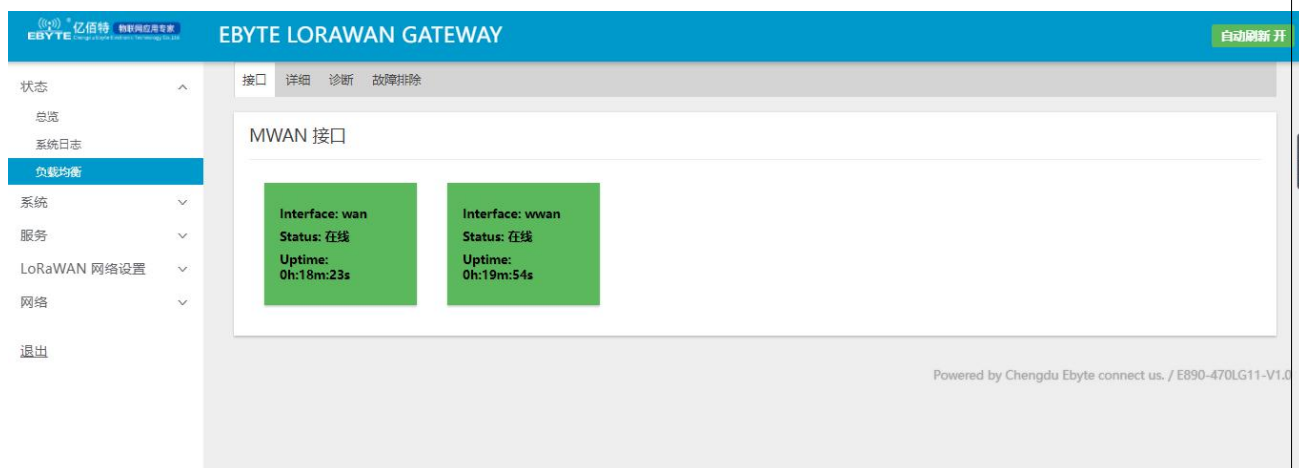 EBYTE 亿佰特 物联网应用专家
EBYTE LORAWAN GATEWAY
自动刷新 开
状态
总览
系统日志
负载均衡
系统
服务
LoRaWAN 网络设置
网络
退出
接口 详细 诊断 故障排除
MWAN 接口
Interface: wan
Status: 在线
Uptime:
0h:18m:23s
Interface: wwan
Status: 在线
Uptime:
0h:19m:54s
Powered by Chengdu Ebyte connect us. / E890-470LG11-V1.0